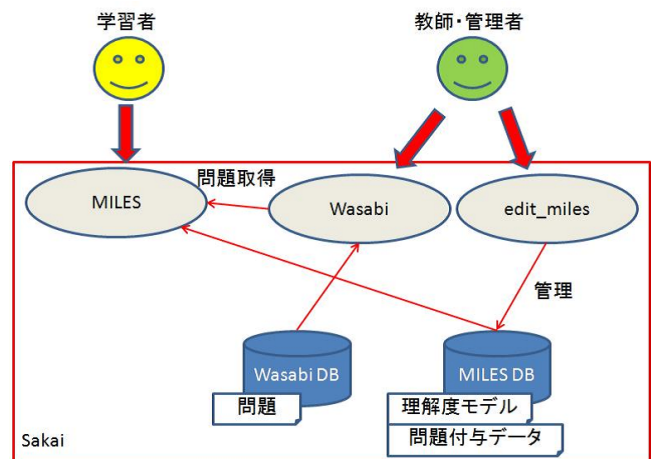 学習者
教師・管理者
問題取得
MILES
Wasabi
edit_miles
管理
Wasabi DB
MILES DB
問題
理解度モデル
問題付与データ
Sakai